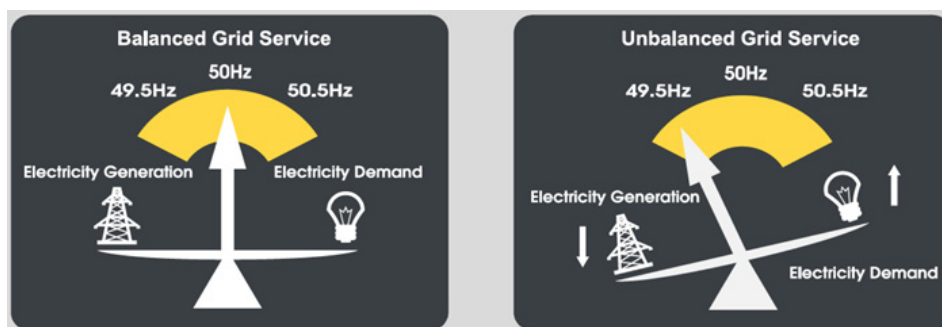 Balanced Grid Service
50Hz
49.5Hz
50.5Hz
Electricity Generation
Electricity Demand
Unbalanced Grid Service
50Hz
49.5Hz
50.5Hz
Electricity Generation
Electricity Demand